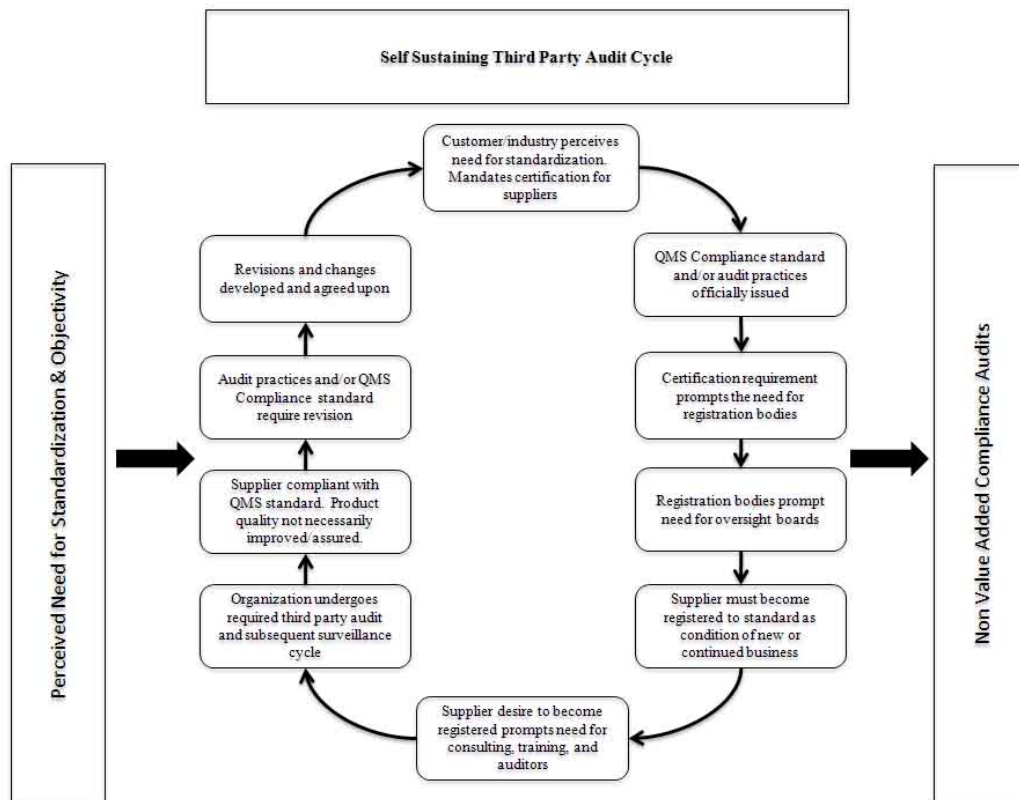 Self Sustaining Third Party Audit Cycle
Perceived Need for Standardization & Objectivity
Customer/industry perceives
need for standardization.
Mandates certification for
suppliers
QMS Compliance standard
and/or audit practices
officially issued
Certification requirement
prompts the need for
registration bodies
Registration bodies prompt
need for oversight boards
Supplier must become
registered to standard as
condition of new or
continued business
Supplier desire to become
registered prompts need for
consulting, training, and
auditors
Organization undergoes
required third party audit
and subsequent surveillance
cycle
Supplier compliant with
QMS standard. Product
quality not necessarily
improved/assured.
Audit practices and/or QMS
Compliance standard
require revision
Revisions and changes
developed and agreed upon
Non Value Added Compliance Audits